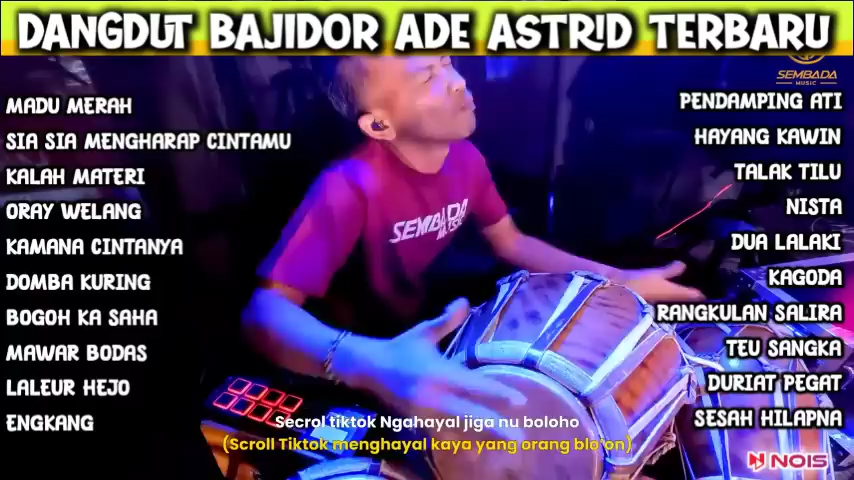 DANGDUT BAJIDOR ADE ASTRID TERBARU
SEMBADA
MUSIC
MADU MERAH
SIA SIA MENGHARAP CINTAMU
KALAH MATERI
ORAY WELANG
KAMANA CINTANYA
DOMBA KURING
BOGOH KA SAHA
MAWAR BODAS
LALEUR HEJO
ENGKANG
PENDAMPING ATI
HAYANG KAWIN
TALAK TILU
NISTA
DUA LALAKI
KAGODA
RANGKULAN SALIRA
TEU SANGKA
DURIAT PEGAT
SESAH HILAPNA
SEMBADA
MUSIC
Secrol tiktok Ngahayal jiga nu boloho
(Scroll Tiktok menghayal kaya yang orang blo'on)
NOIS